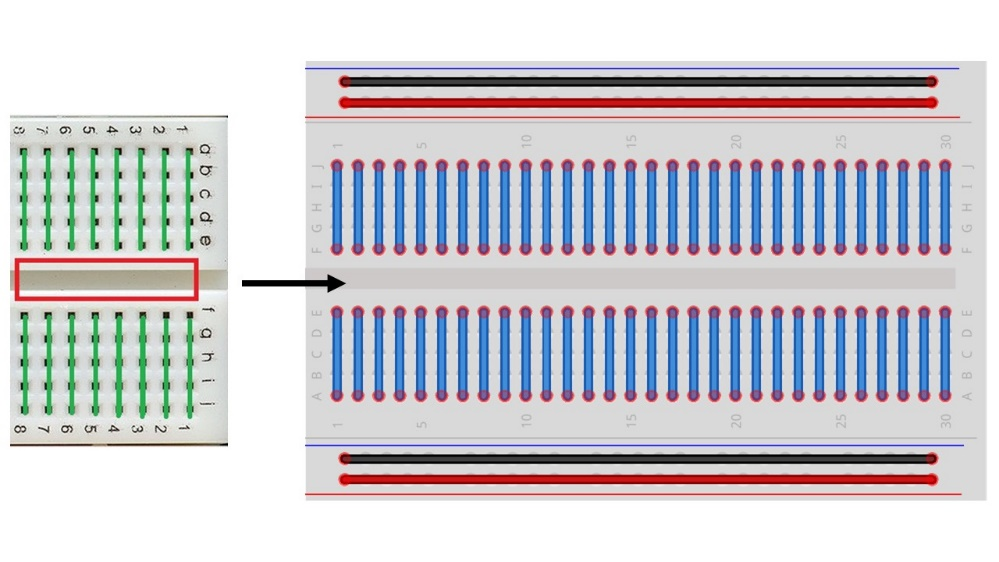 8 7 6 5 4 3 2 1
a
b
c
d
e
f
g
h
i
j
8 7 6 5 4 3 2 1
1 5 10 15 20 25 30
J J
I I
H H
G G
F F
E E
D D
C C
B B
A A
1 5 10 15 20 25 30